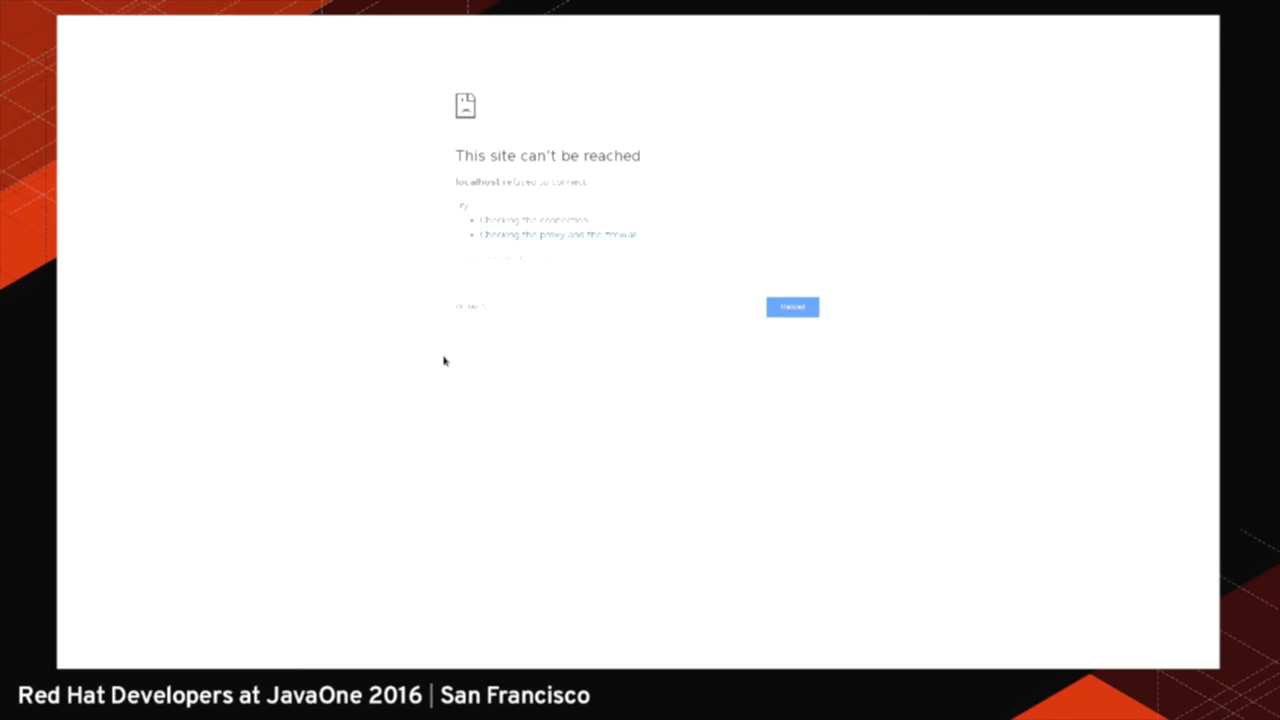 This site can't be reached
localhost refused to connect
Checking the connection
Checking the proxy and the firewall
Reload
Red Hat Developers at JavaOne 2016 | San Francisco